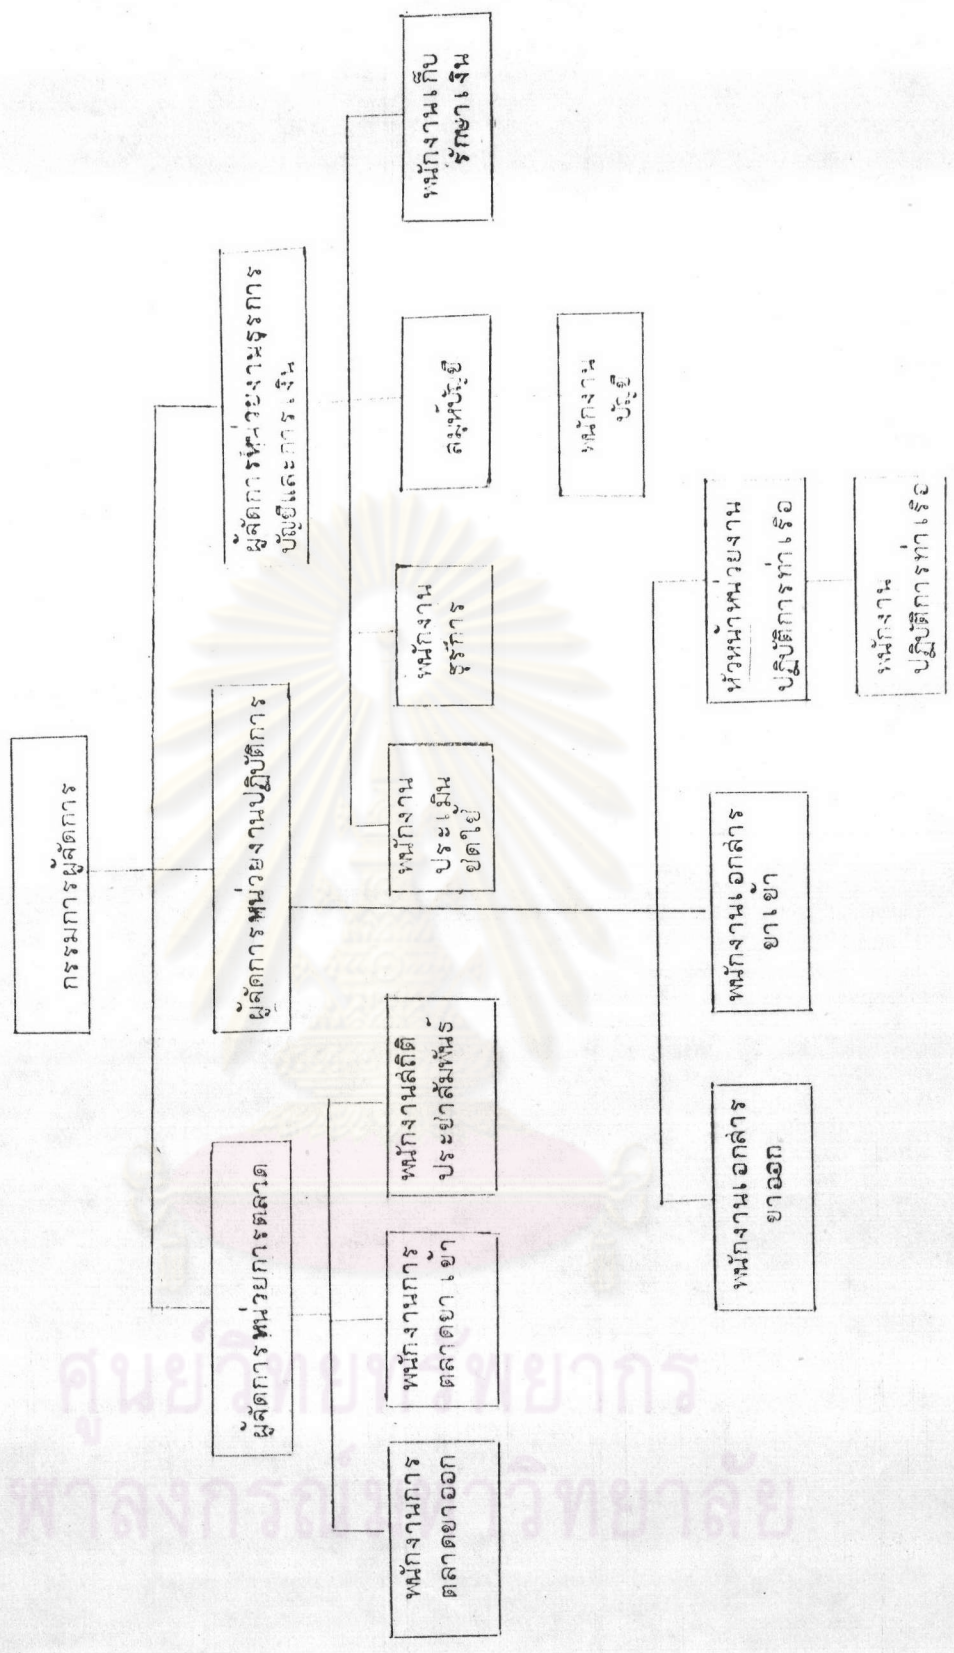 กรรมการผู้จัดการ
ผู้จัดการหน่วยการตลาด
ผู้จัดการหน่วยงานปฏิบัติการ
ผู้จัดการหน่วยงานธุรการ
บัญชีและการเงิน
พนักงานการ
ตลาดขาออก
พนักงานการ
ตลาดขาเข้า
พนักงานสถิติ
ประชาสัมพันธ์
พนักงาน
ประเมิน
ชดใช้
พนักงาน
ธุรการ
สมุห์บัญชี
พนักงานเก็บ
รักษาเงิน
พนักงาน
บัญชี
พนักงานเอกสาร
ขาออก
พนักงานเอกสาร
ขาเข้า
หัวหน้าหน่วยงาน
ปฏิบัติการท่าเรือ
พนักงาน
ปฏิบัติการท่าเรือ
ศูนย์วิทยทรัพยากร
จุฬาลงกรณ์มหาวิทยาลัย